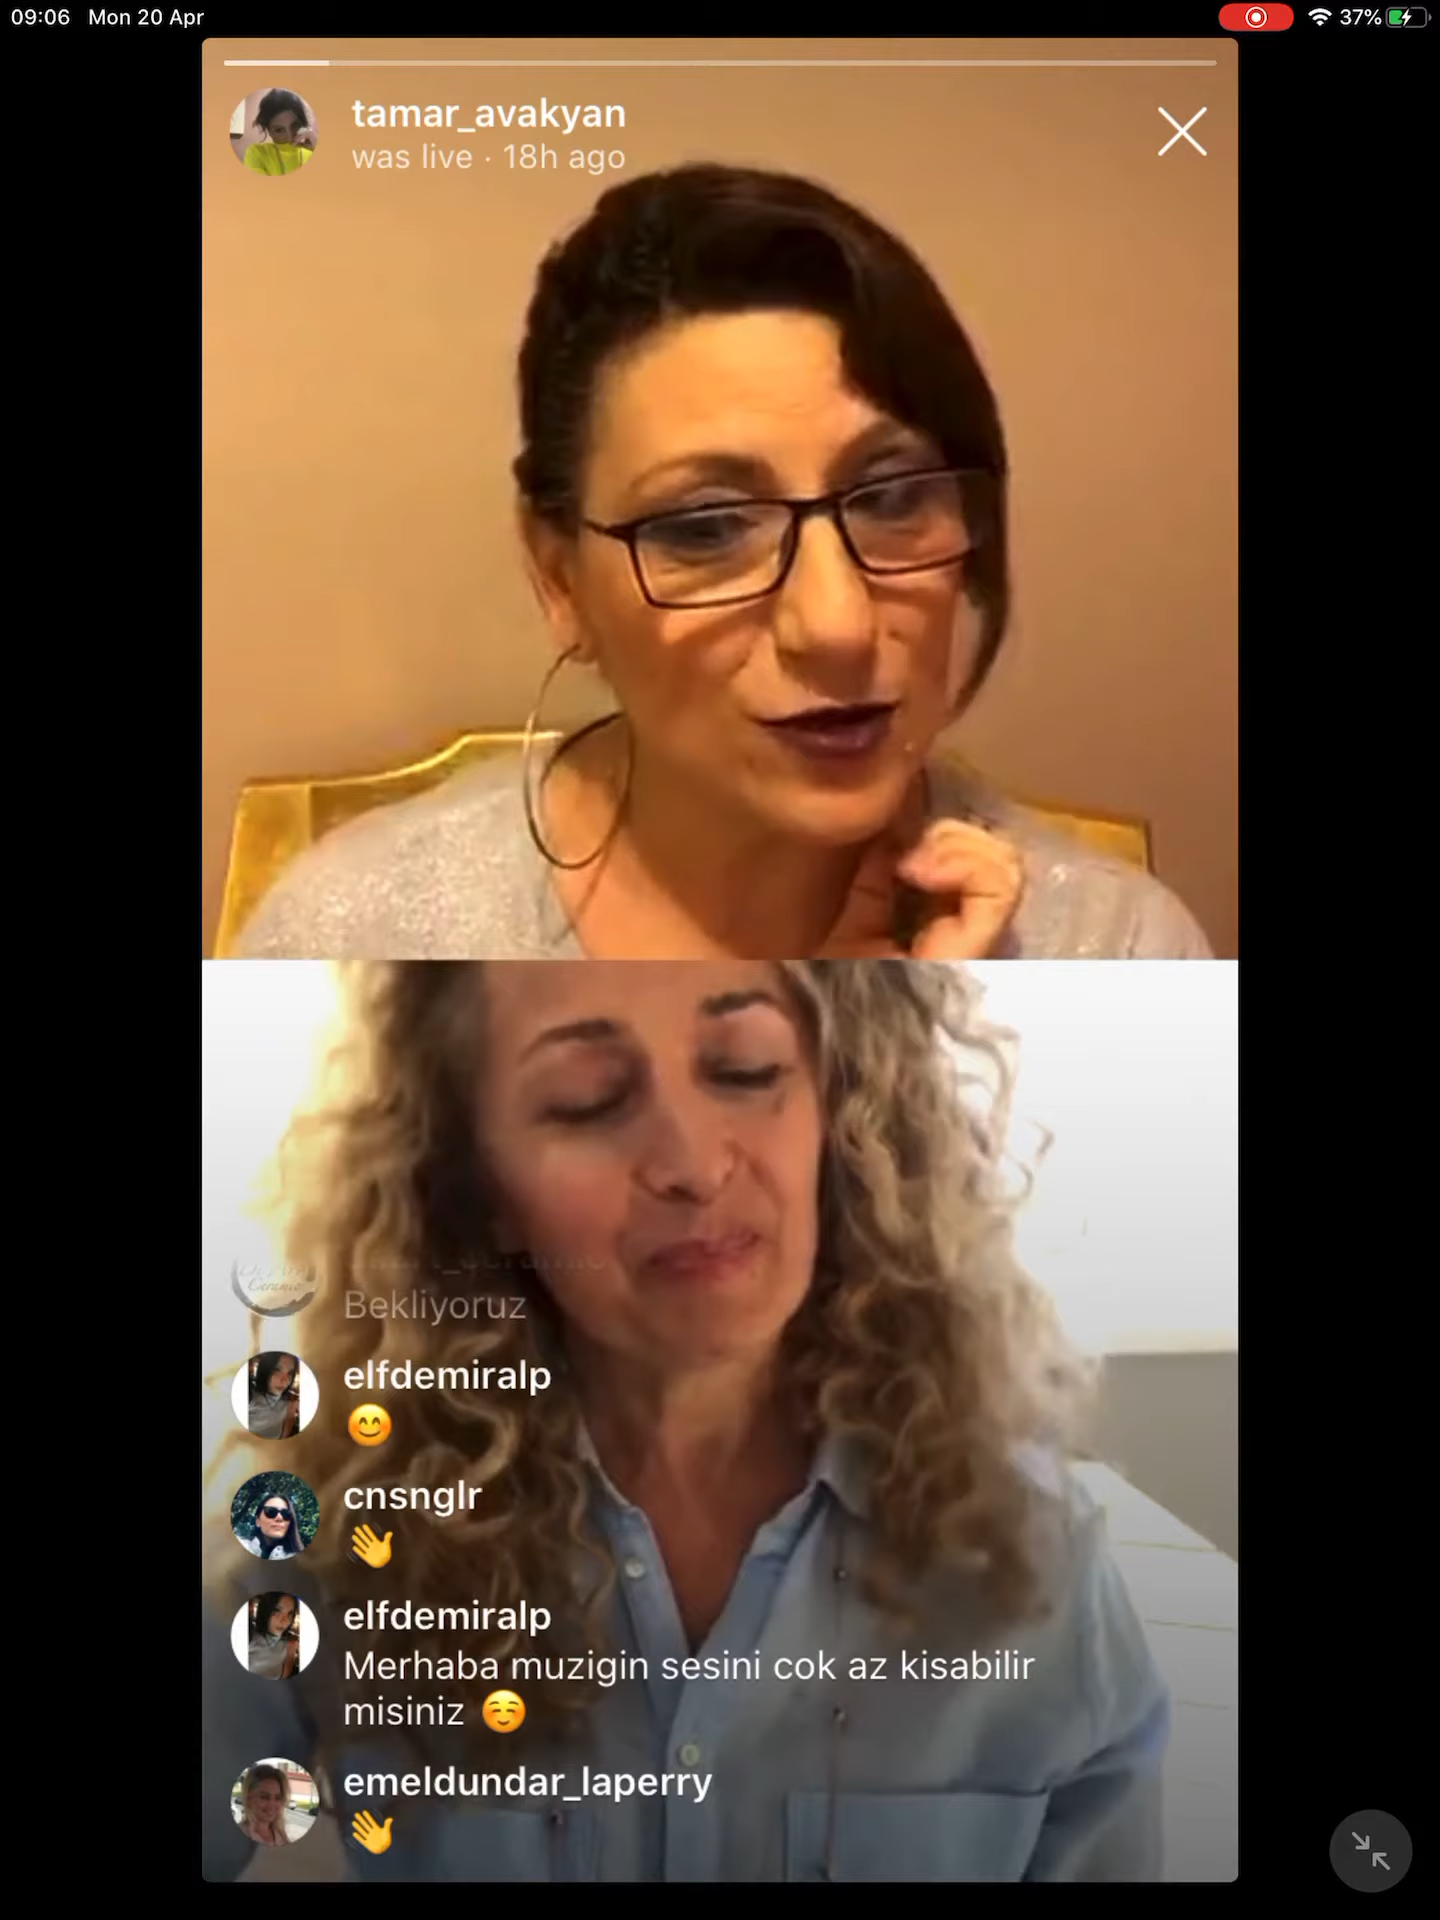 09:06 Mon 20 Apr
37%
tamar_avakyan
was live · 18h ago
Bekliyoruz
elfdemiralp
😊
cnsnglr
👋
elfdemiralp
Merhaba muzigin sesini cok az kisabilir
misiniz ☺️
emeldundar_laperry
👋